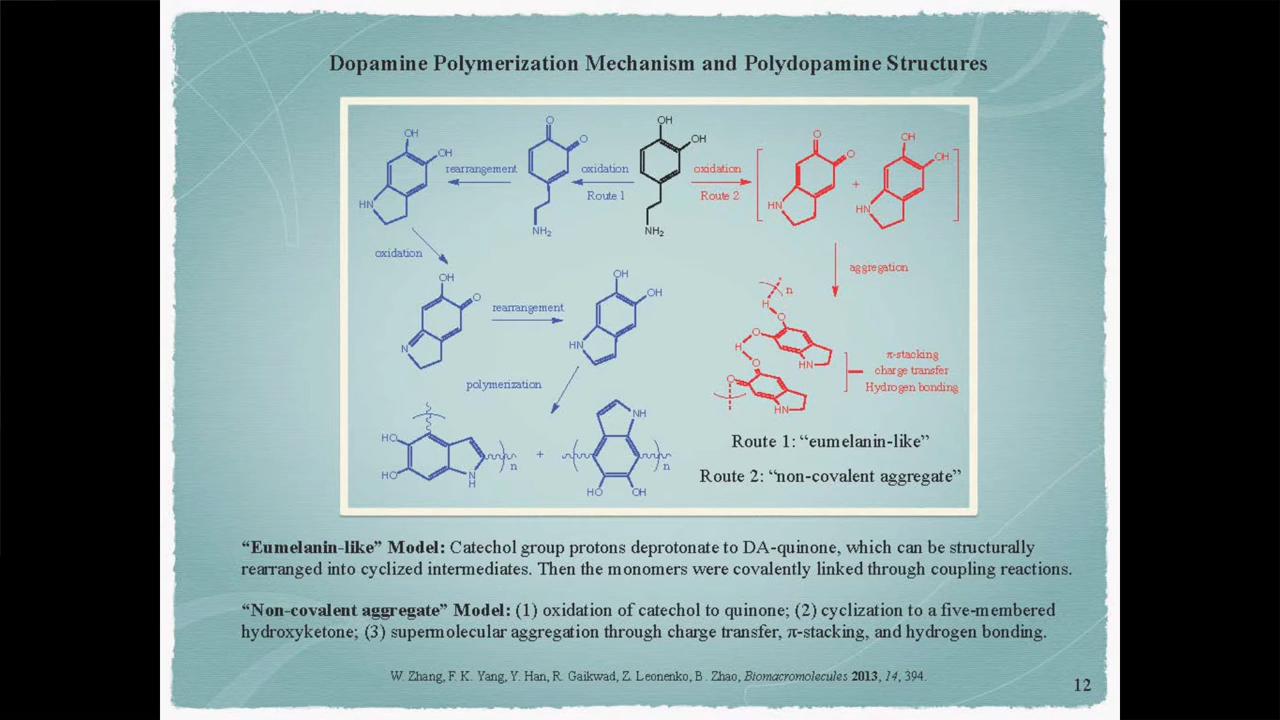 Dopamine Polymerization Mechanism and Polydopamine Structures
OH
OH
HN
rearrangement
O
O
NH₂
oxidation
Route 1
OH
OH
NH₂
oxidation
Route 2
O
O
HN
+
OH
OH
HN
oxidation
OH
O
N
rearrangement
OH
OH
HN
aggregation
n
H
O
O
H
HN
O
O
HN
π-stacking
charge transfer
Hydrogen bonding
polymerization
HO
HO
N
H
n
+
NH
n
HO
OH
Route 1: “eumelanin-like”
Route 2: “non-covalent aggregate”
“Eumelanin-like” Model: Catechol group protons deprotonate to DA-quinone, which can be structurally
rearranged into cyclized intermediates. Then the monomers were covalently linked through coupling reactions.
“Non-covalent aggregate” Model: (1) oxidation of catechol to quinone; (2) cyclization to a five-membered
hydroxyketone; (3) supermolecular aggregation through charge transfer, π-stacking, and hydrogen bonding.
W. Zhang, F. K. Yang, Y. Han, R. Gaikwad, Z. Leonenko, B. Zhao, Biomacromolecules 2013, 14, 394.
12